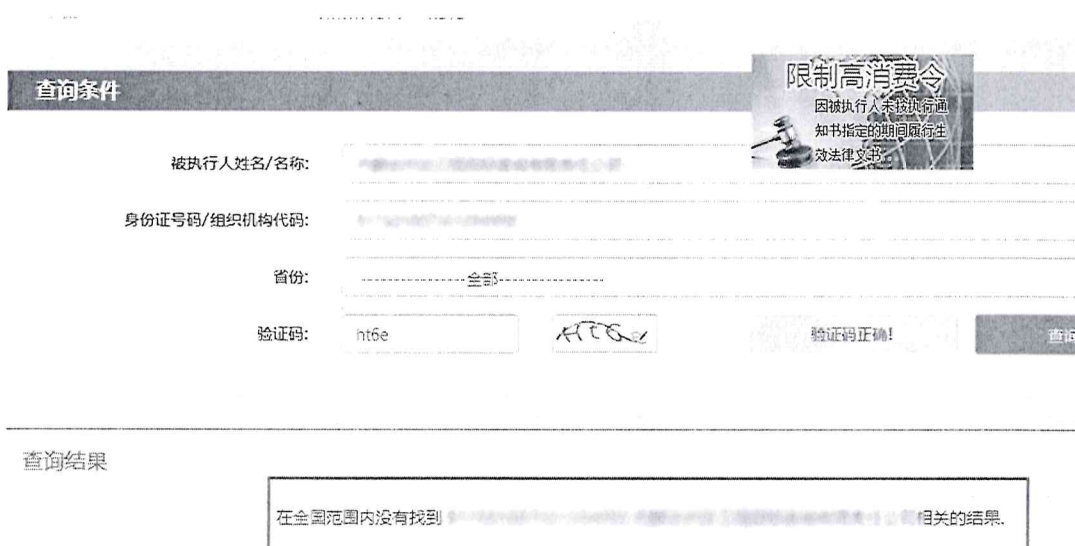 查询条件
限制高消费令
因被执行人未按执行通
知书指定的期间履行生
效法律文书
被执行人姓名/名称:
身份证号码/组织机构代码:
省份:
---------------------全部---------------------
验证码:
ht6e
HT6e
验证码正确!
查询结果
在全国范围内没有找到
相关的结果.